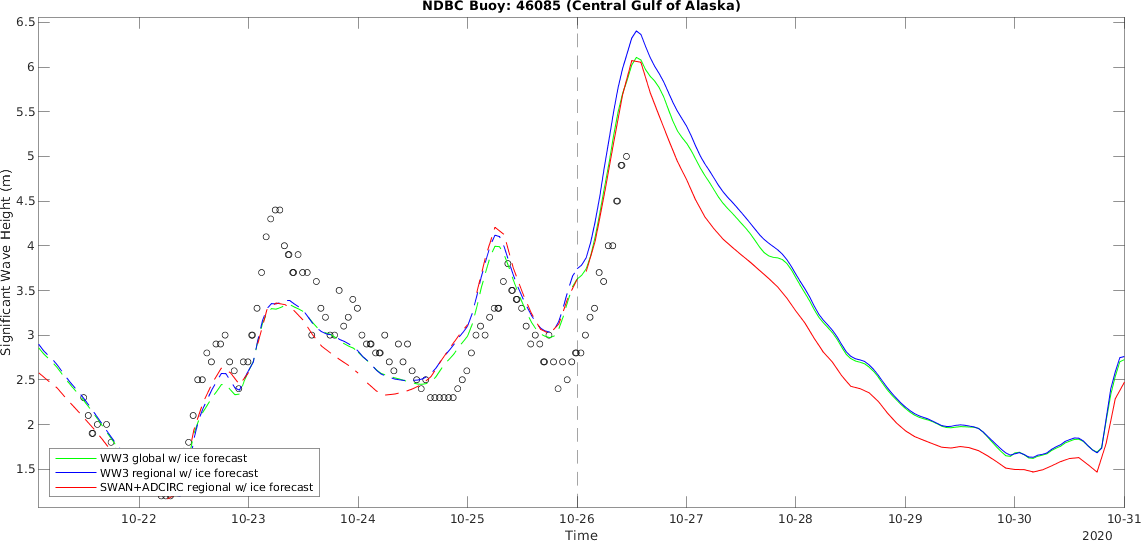 NDBC Buoy: 46085 (Central Gulf of Alaska)
6.5
6
5.5
5
4.5
4
3.5
3
2.5
2
1.5
Significant Wave Height (m)
WW3 global w/ ice forecast
WW3 regional w/ ice forecast
SWAN+ADCIRC regional w/ ice forecast
10-22 10-23 10-24 10-25 10-26 10-27 10-28 10-29 10-30 10-31
Time
2020